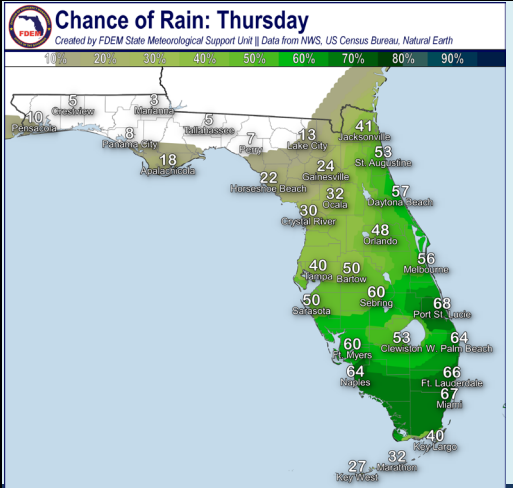 FDEM
Chance of Rain: Thursday
Created by FDEM State Meteorological Support Unit || Data from NWS, US Census Bureau, Natural Earth
10% 20% 30% 40% 50% 60% 70% 80% 90%
5
Crestview
3
Marianna
10
Pensacola
8
Panama City
5
Tallahassee
7
Perry
13
Lake City
41
Jacksonville
18
Apalachicola
53
St. Augustine
24
Gainesville
22
Horseshoe Beach
32
Ocala
57
Daytona Beach
30
Crystal River
48
Orlando
40
Tampa
50
Bartow
56
Melbourne
50
Sarasota
60
Sebring
68
Port St. Lucie
60
Ft. Myers
53
Clewiston
64
W. Palm Beach
64
Naples
66
Ft. Lauderdale
67
Miami
40
Key Largo
32
Marathon
27
Key West